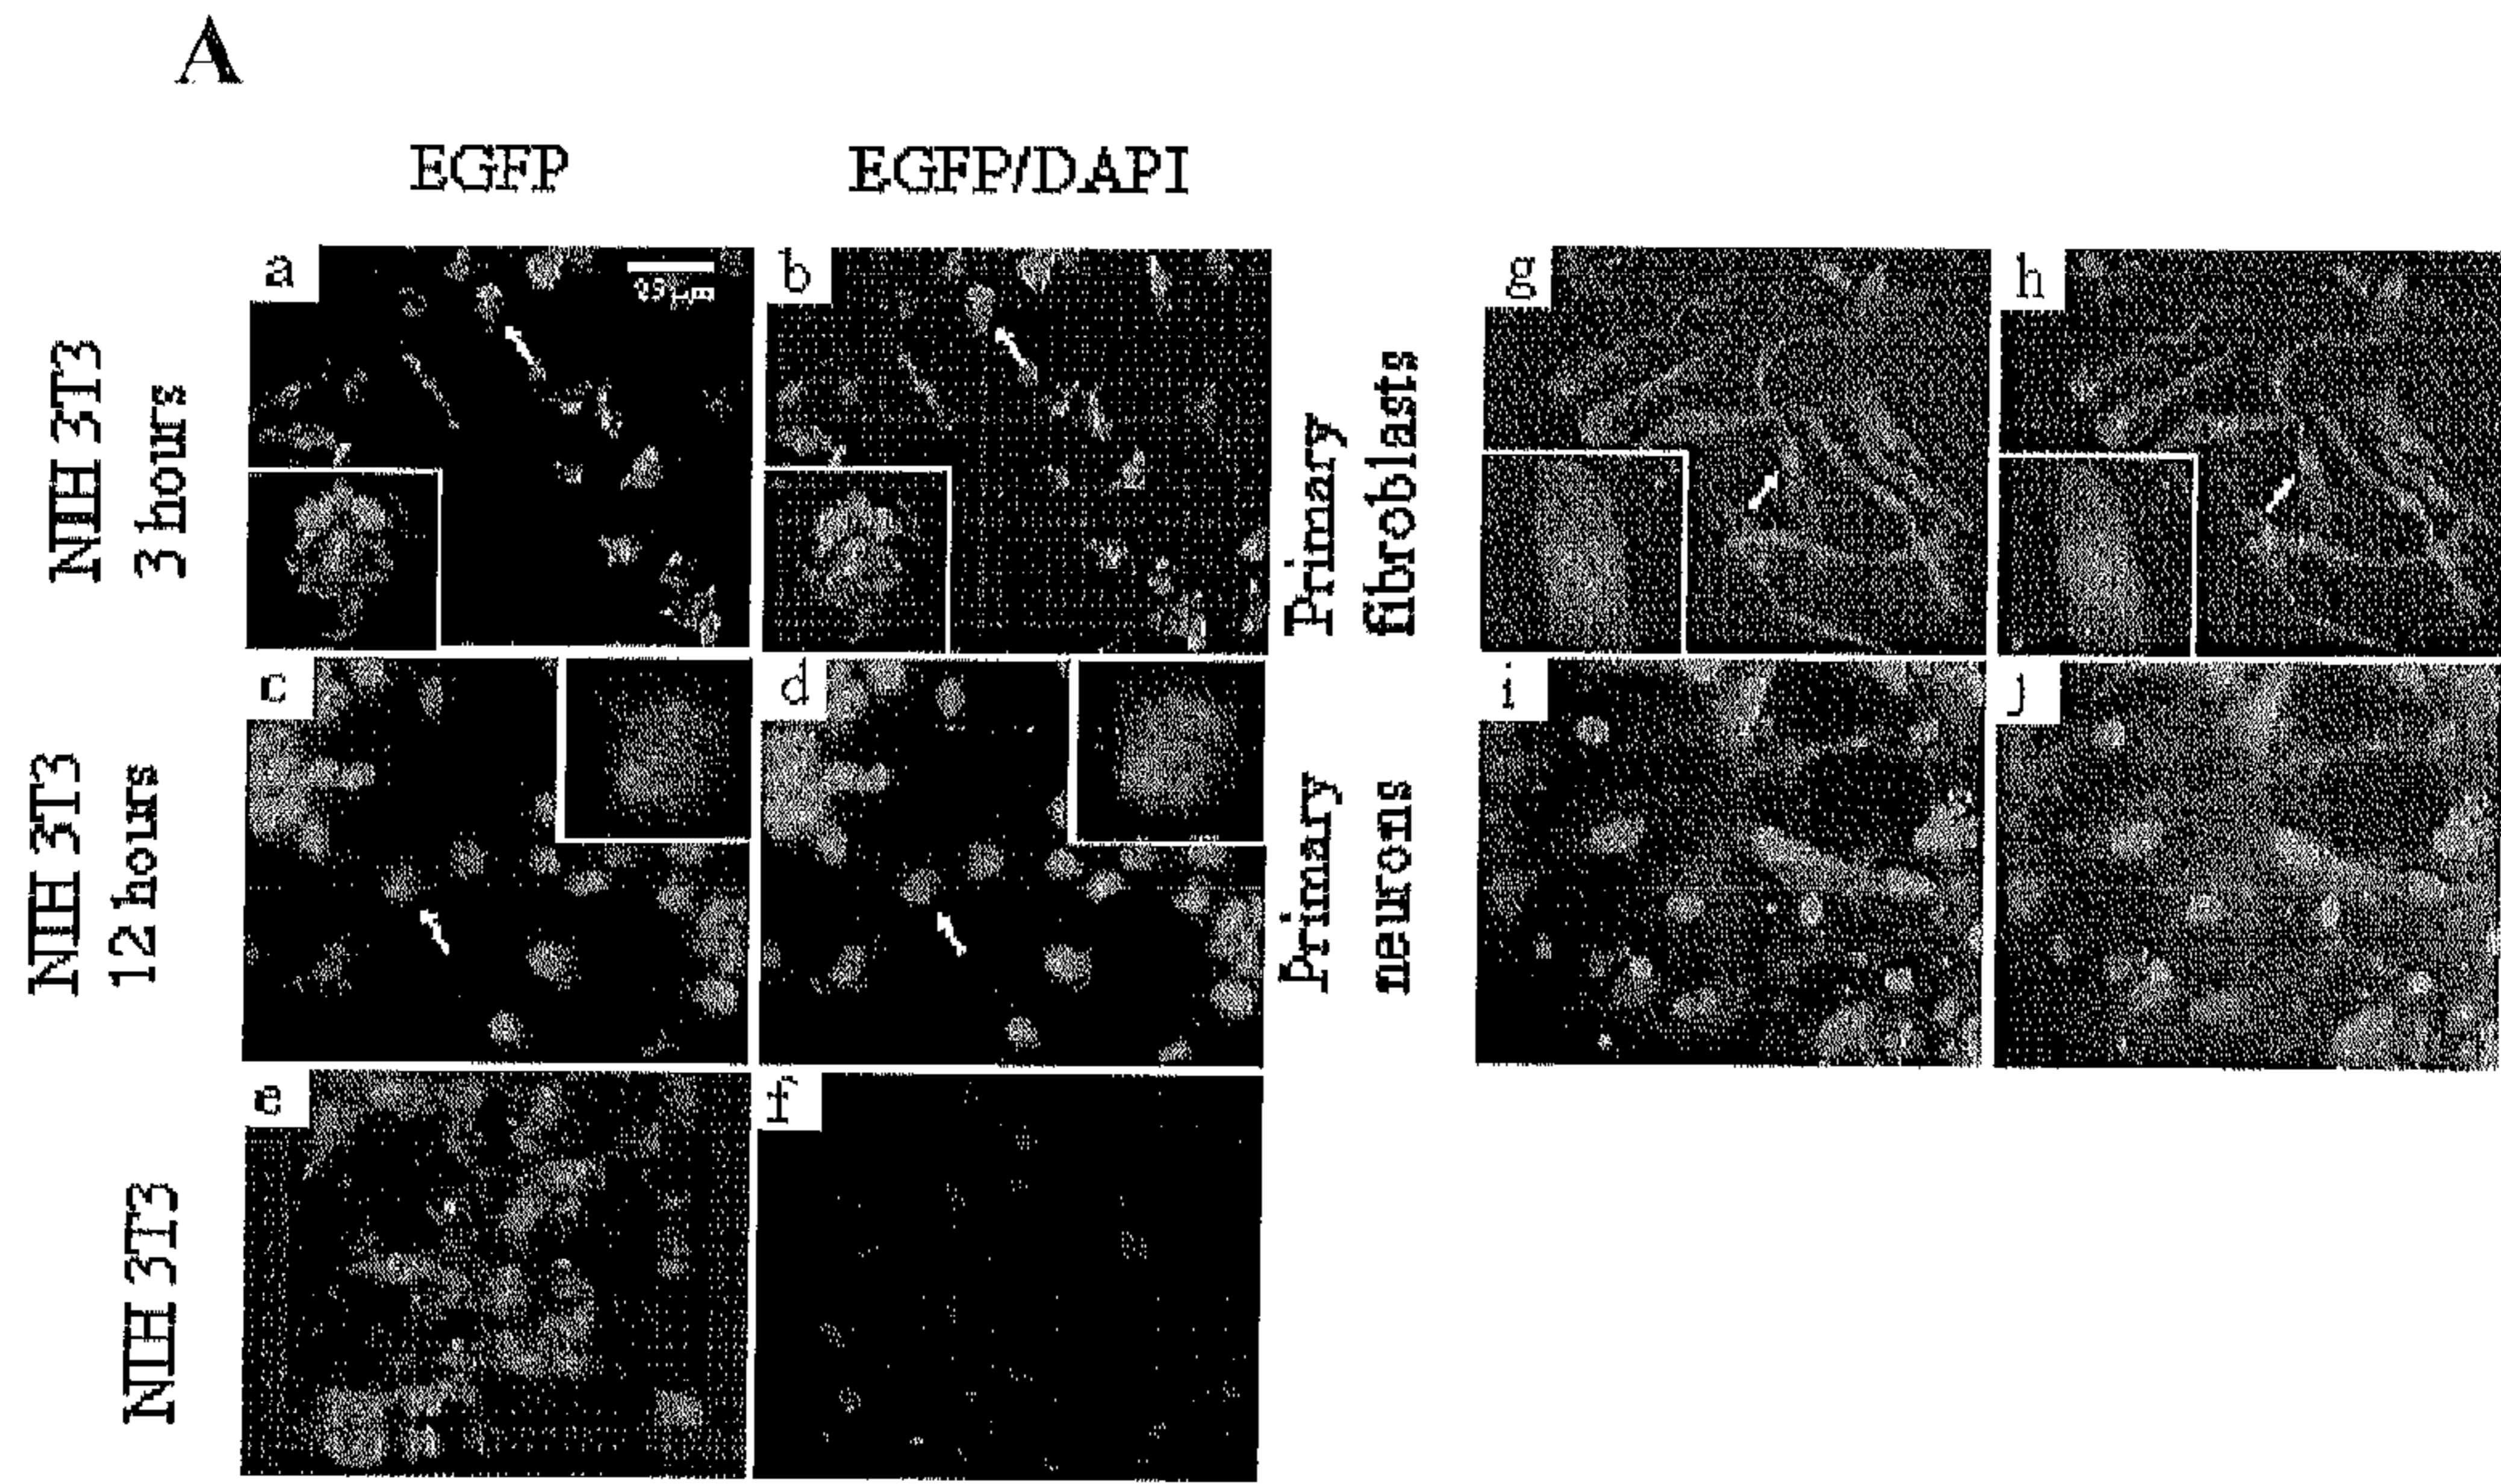 A
EGFP
EGFP/DAPI
a
b
g
h
NIH 3T3
3 hours
Primary
fibroblasts
c
d
i
j
NIH 3T3
12 hours
Primary
neurons
e
f
NIH 3T3